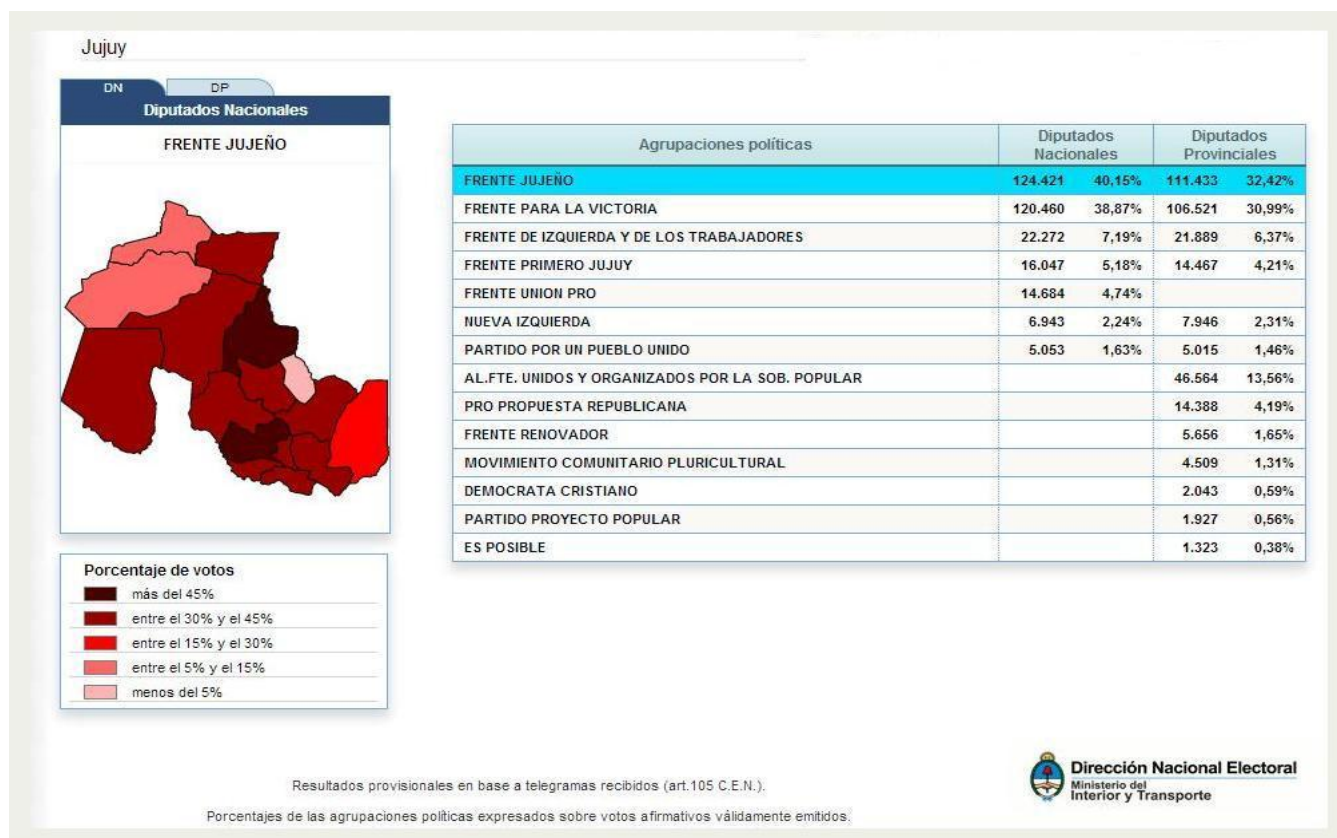 Jujuy
DN DP
Diputados Nacionales
FRENTE JUJEÑO
Agrupaciones políticas Diputados Nacionales Diputados Provinciales
FRENTE JUJEÑO 124.421 40,15% 111.433 32,42%
FRENTE PARA LA VICTORIA 120.460 38,87% 106.521 30,99%
FRENTE DE IZQUIERDA Y DE LOS TRABAJADORES 22.272 7,19% 21.889 6,37%
FRENTE PRIMERO JUJUY 16.047 5,18% 14.467 4,21%
FRENTE UNION PRO 14.684 4,74%
NUEVA IZQUIERDA 6.943 2,24% 7.946 2,31%
PARTIDO POR UN PUEBLO UNIDO 5.053 1,63% 5.015 1,46%
AL.FTE. UNIDOS Y ORGANIZADOS POR LA SOB. POPULAR 46.564 13,56%
PRO PROPUESTA REPUBLICANA 14.388 4,19%
FRENTE RENOVADOR 5.656 1,65%
MOVIMIENTO COMUNITARIO PLURICULTURAL 4.509 1,31%
DEMOCRATA CRISTIANO 2.043 0,59%
PARTIDO PROYECTO POPULAR 1.927 0,56%
ES POSIBLE 1.323 0,38%
Porcentaje de votos
más del 45%
entre el 30% y el 45%
entre el 15% y el 30%
entre el 5% y el 15%
menos del 5%
Resultados provisionales en base a telegramas recibidos (art.105 C.E.N.).
Porcentajes de las agrupaciones políticas expresados sobre votos afirmativos válidamente emitidos.
Dirección Nacional Electoral
Ministerio del
Interior y Transporte